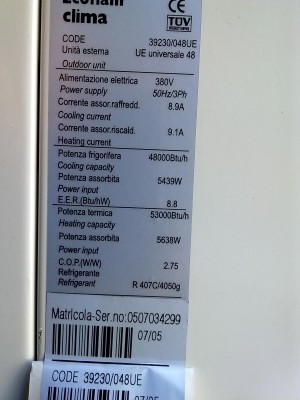 clima
CE
TÜV
CODE 39230/048UE
Unità esterna UE universale 48
Outdoor unit
Alimentazione elettrica 380V
Power supply 50Hz/3Ph
Corrente assor.raffredd. 8.9A
Cooling current
Corrente assor.riscald. 9.1A
Heating current
Potenza frigorifera 48000Btu/h
Cooling capacity
Potenza assorbita 5439W
Power input
E.E.R.(Btu/hW) 8.8
Potenza termica 53000Btu/h
Heating capacity
Potenza assorbita 5638W
Power input
C.O.P.(W/W) 2.75
Refrigerante
Refrigerant R 407C/4050g
Matricola-Ser.no:0507034299
07/05
CODE 39230/048UE
07/05